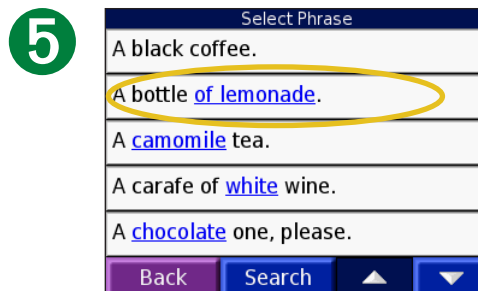 5
Select Phrase
A black coffee.
A bottle of lemonade.
A camomile tea.
A carafe of white wine.
A chocolate one, please.
Back Search